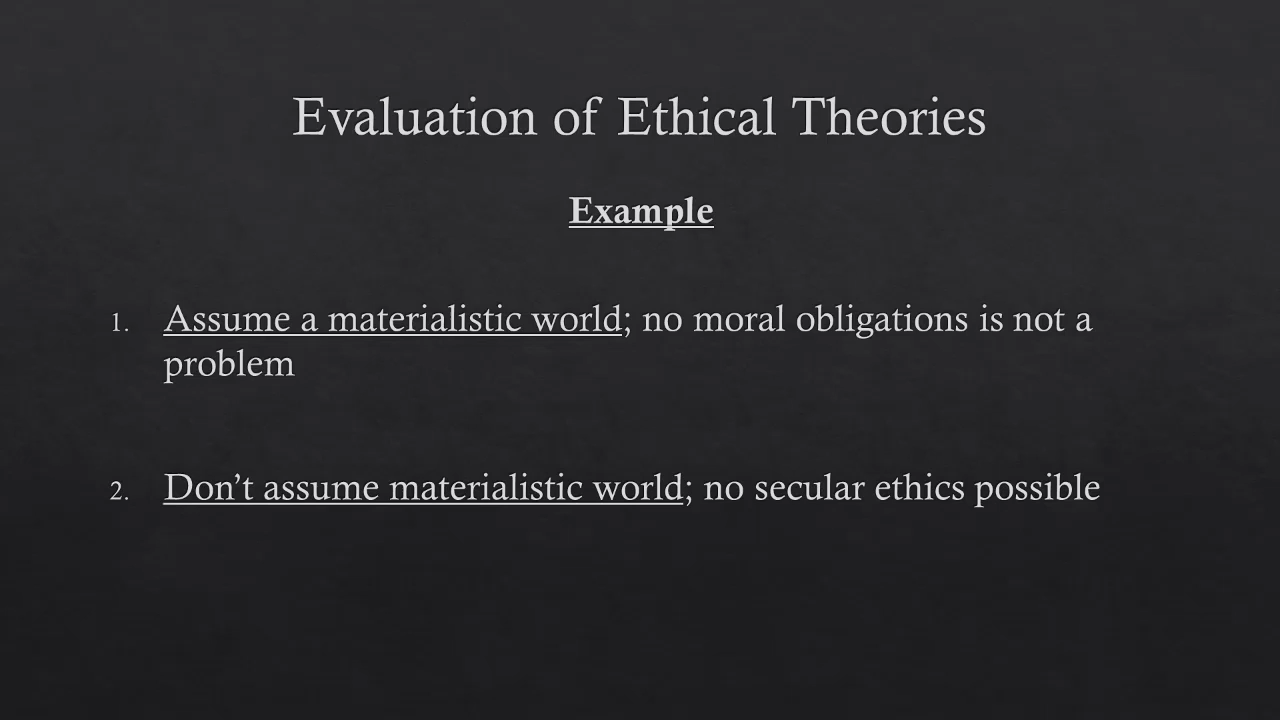 Evaluation of Ethical Theories
Example
1. Assume a materialistic world; no moral obligations is not a
problem
2. Don’t assume materialistic world; no secular ethics possible